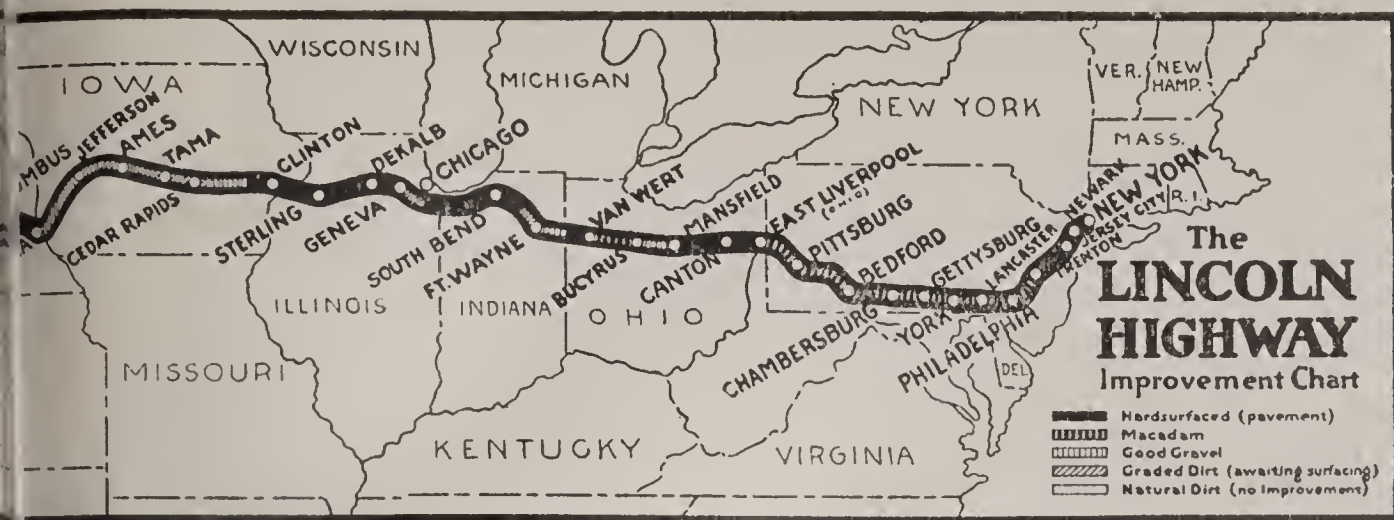 WISCONSIN
IOWA
MICHIGAN
NEW YORK
VER.
NEW
HAMP.
MASS.
R.I.
JEFFERSON
AMES
TAMA
CEDAR RAPIDS
CLINTON
STERLING
DEKALB
GENEVA
CHICAGO
SOUTH BEND
FT. WAYNE
VAN WERT
BUCYRUS
MANSFIELD
CANTON
EAST LIVERPOOL
(OHIO)
PITTSBURG
BEDFORD
CHAMBERSBURG
GETTYSBURG
YORK
LANCASTER
PHILADELPHIA
TRENTON
NEWARK
JERSEY CITY
NEW YORK
ILLINOIS
INDIANA
OHIO
MISSOURI
KENTUCKY
VIRGINIA
DEL
The
LINCOLN
HIGHWAY
Improvement Chart
Hardsurfaced (pavement)
Macadam
Good Gravel
Graded Dirt (awaiting surfacing)
Natural Dirt (no Improvement)